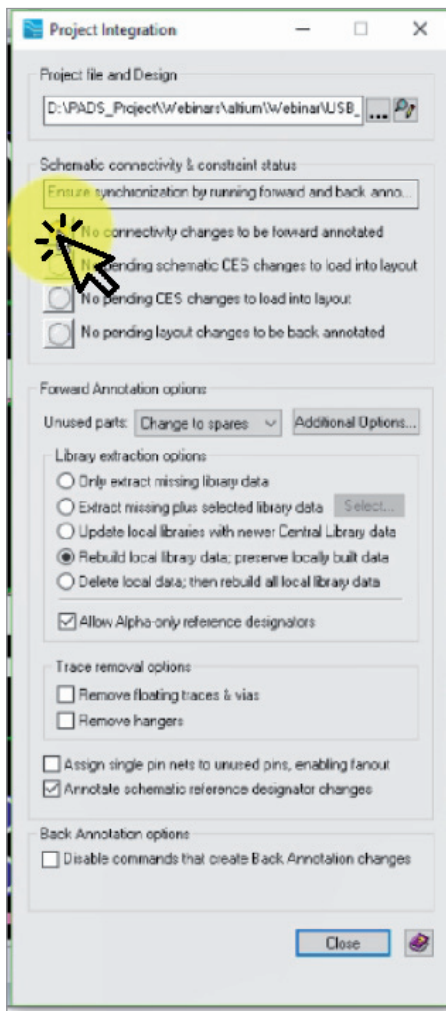 Project Integration
Project file and Design
D:\PADS_Project\Webinars\altium\Webinar\USB_
...
Schematic connectivity & constraint status
Ensure synchronization by running forward and back anno...
No connectivity changes to be forward annotated
No pending schematic CES changes to load into layout
No pending CES changes to load into layout
No pending layout changes to be back annotated
Forward Annotation options
Unused parts: Change to spares Additional Options...
Library extraction options
Only extract missing library data
Extract missing plus selected library data Select...
Update local libraries with newer Central Library data
Rebuild local library data; preserve locally built data
Delete local data; then rebuild all local library data
Allow Alpha-only reference designators
Trace removal options
Remove floating traces & vias
Remove hangers
Assign single pin nets to unused pins, enabling fanout
Annotate schematic reference designator changes
Back Annotation options
Disable commands that create Back Annotation changes
Close